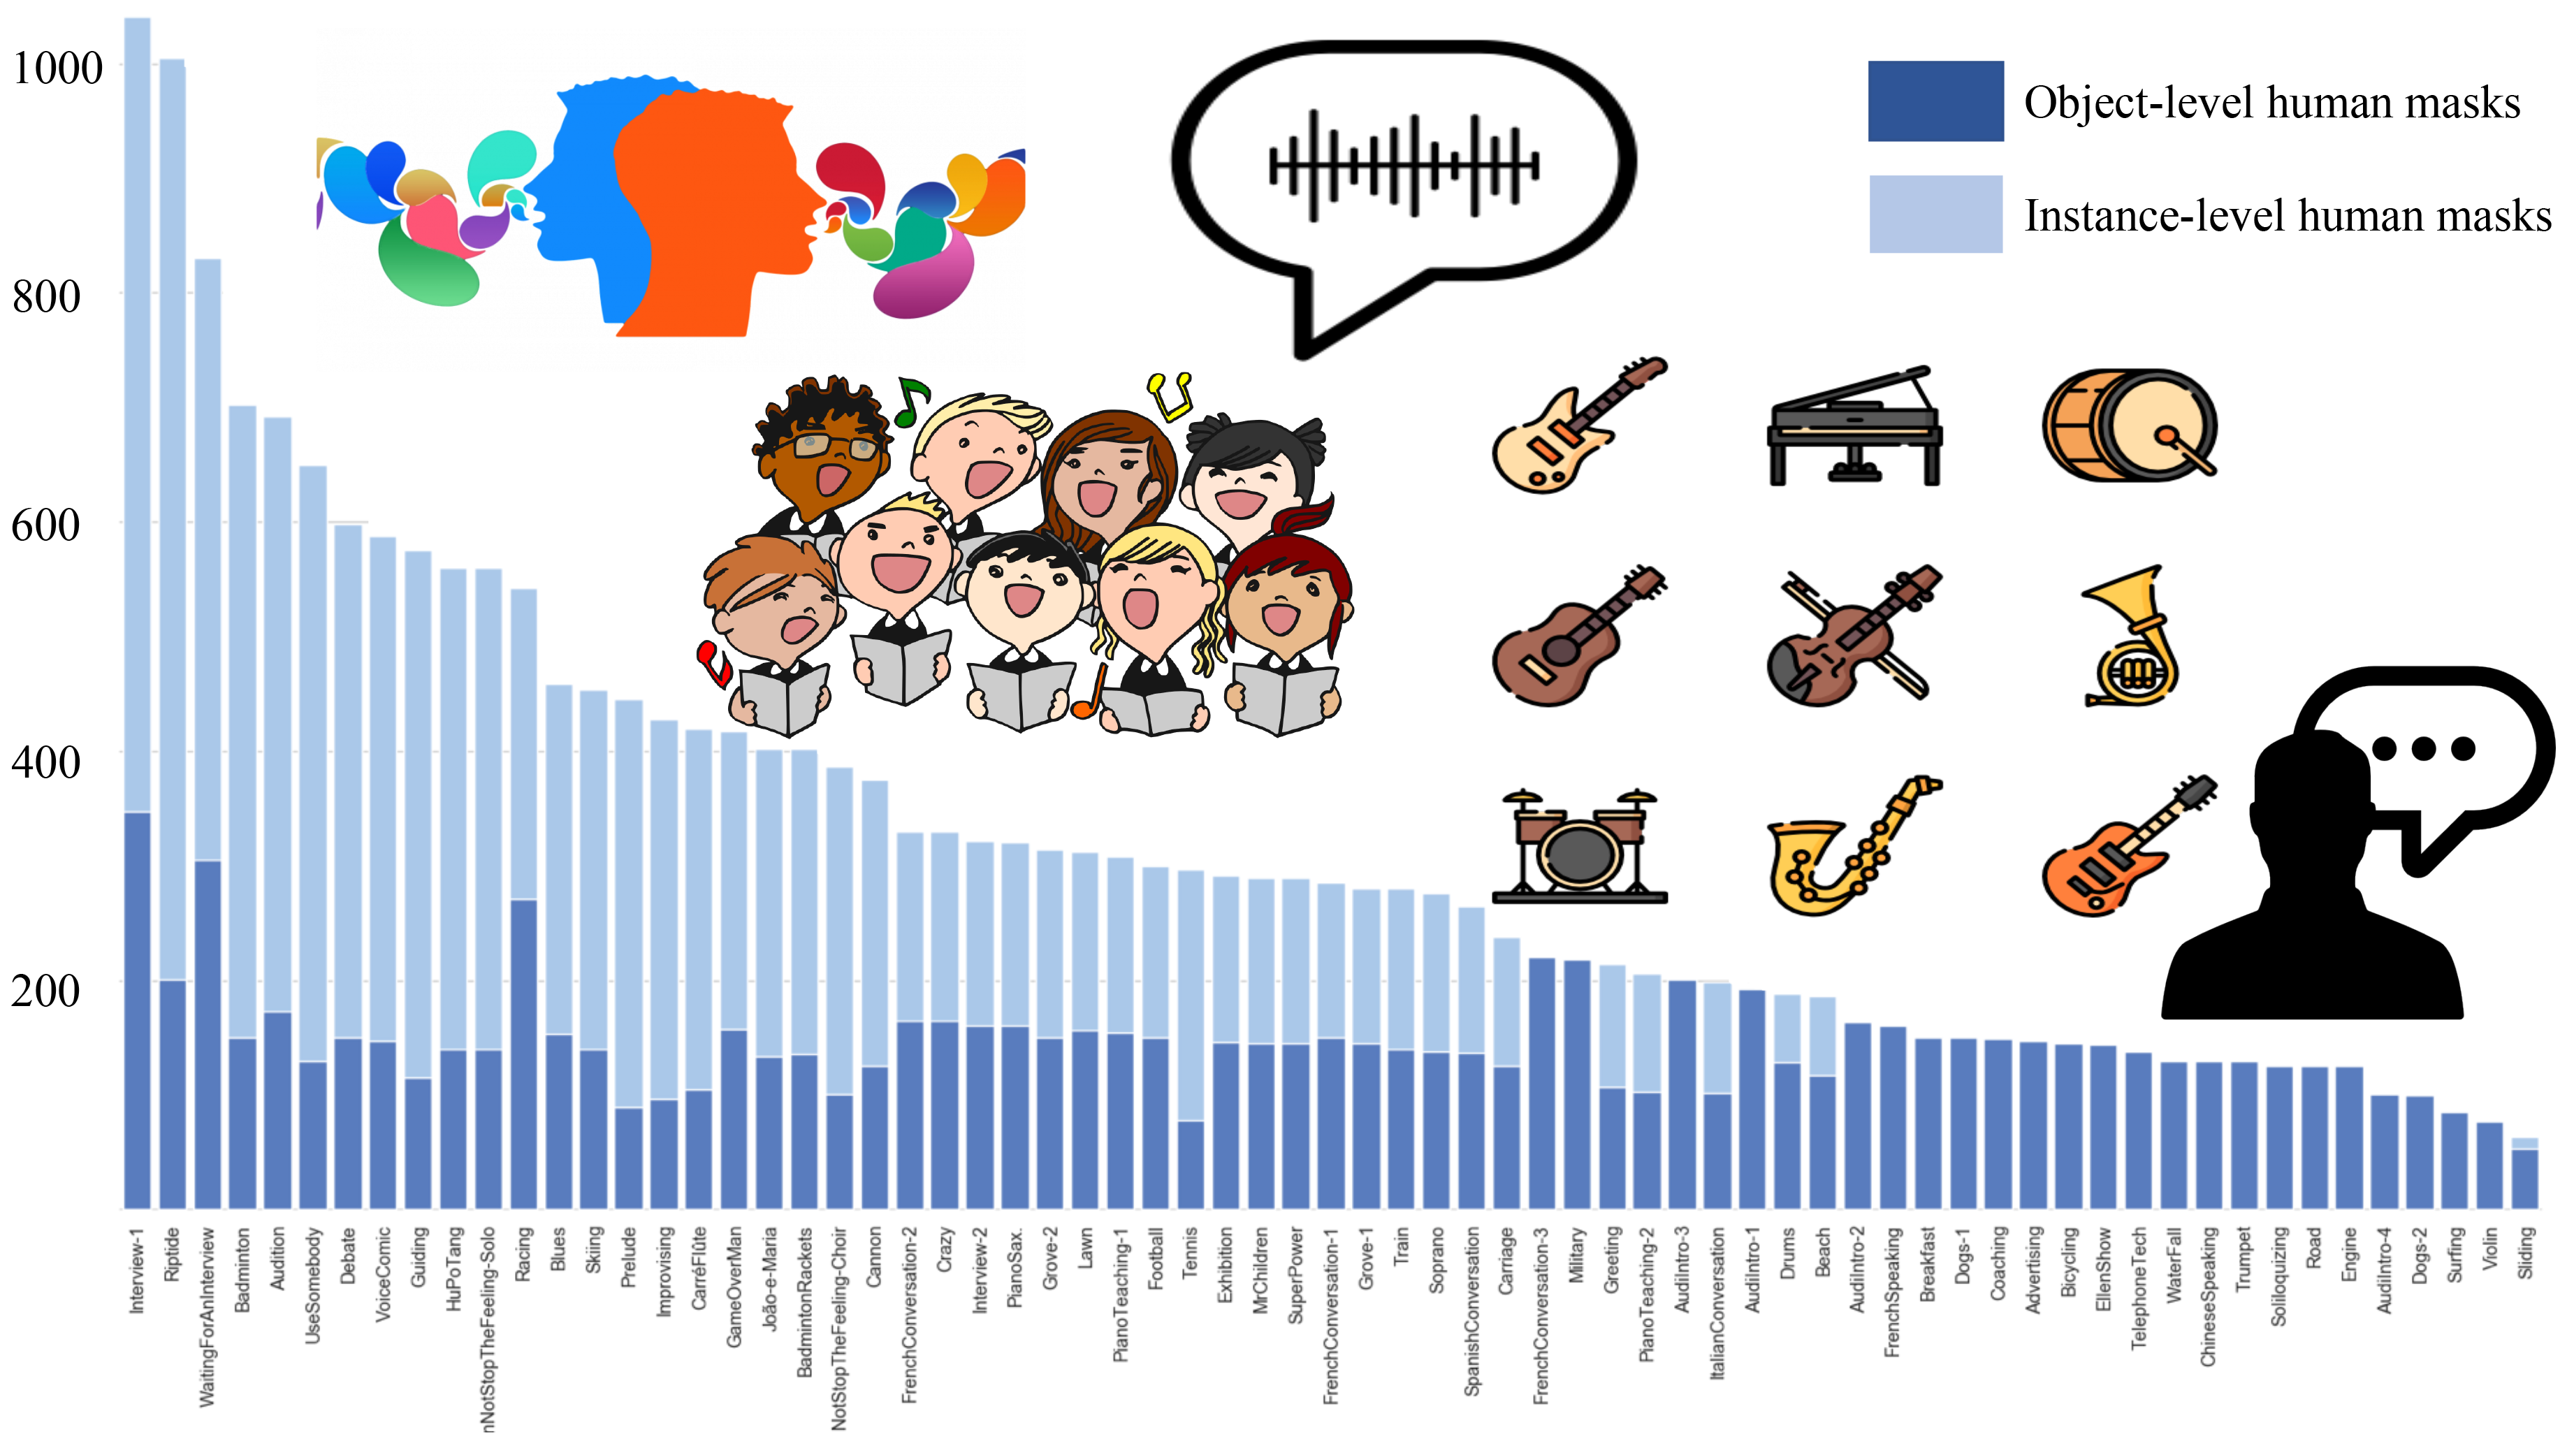 1000
800
600
400
200
Object-level human masks
Instance-level human masks
Interview-1
Riptide
WaitingForAnInterview
Badminton
Audition
UseSomebody
Debate
VoiceComic
Guiding
HuPoTang
nNotStopTheFeeling-Solo
Racing
Blues
Skiing
Prelude
Improvising
CarréFlûte
GameOverMan
João-e-Maria
BadmintonRackets
NotStopTheFeeling-Choir
Cannon
FrenchConversation-2
Crazy
Interview-2
PianoSax.
Grove-2
Lawn
PianoTeaching-1
Football
Tennis
Exhibition
MrChildren
SuperPower
FrenchConversation-1
Grove-1
Train
Soprano
SpanishConversation
Carriage
FrenchConversation-3
Military
Greeting
PianoTeaching-2
AudiIntro-3
ItalianConversation
AudiIntro-1
Drums
Beach
AudiIntro-2
FrenchSpeaking
Breakfast
Dogs-1
Coaching
Advertising
Bicycling
EllenShow
TelephoneTech
WaterFall
ChineseSpeaking
Trumpet
Soliloquizing
Road
Engine
AudiIntro-4
Dogs-2
Surfing
Violin
Sliding